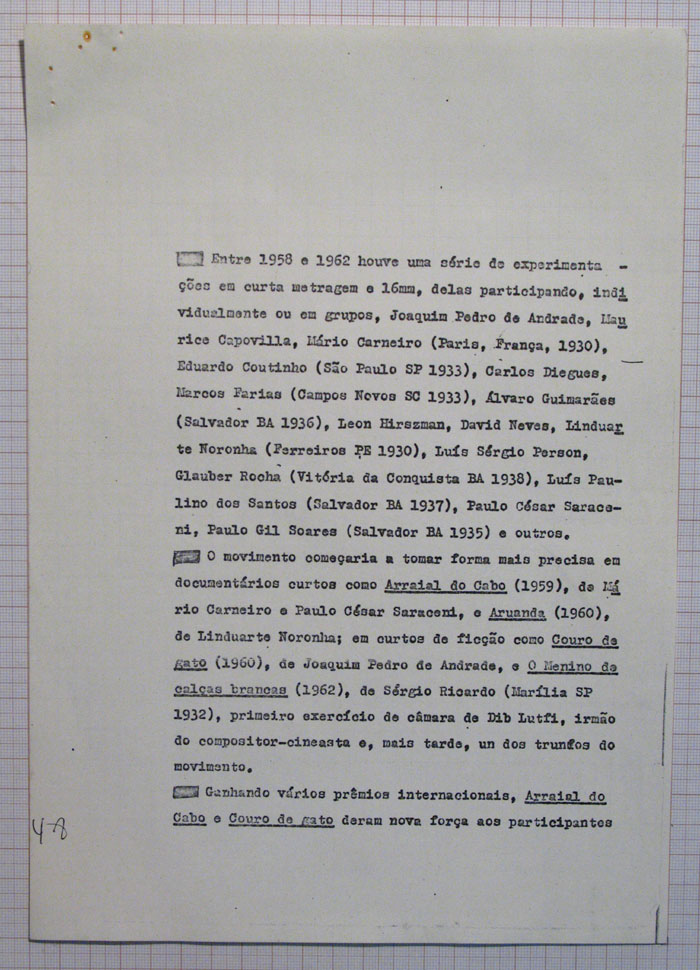 Entre 1958 e 1962 houve uma série de experimenta -
ções em curta metragem e 16mm, delas participando, indi
vidualmente ou em grupos, Joaquim Pedro de Andrade, Mau
rice Capovilla, Mário Carneiro (Paris, França, 1930),
Eduardo Coutinho (São Paulo SP 1933), Carlos Diegues,
Marcos Farias (Campos Novos SC 1933), Álvaro Guimarães
(Salvador BA 1936), Leon Hirszman, David Neves, Linduar
te Noronha (Ferreiros PE 1930), Luís Sérgio Person,
Glauber Rocha (Vitória da Conquista BA 1938), Luís Pau-
lino dos Santos (Salvador BA 1937), Paulo César Sarace-
ni, Paulo Gil Soares (Salvador BA 1935) e outros.
O movimento começaria a tomar forma mais precisa em
documentários curtos como Arraial do Cabo (1959), de Má
rio Carneiro e Paulo César Saraceni, e Aruanda (1960),
de Linduarte Noronha; em curtos de ficção como Couro de
gato (1960), de Joaquim Pedro de Andrade, e O Menino de
calças brancas (1962), de Sérgio Ricardo (Marília SP
1932), primeiro exercício de câmara de Dib Lutfi, irmão
do compositor-cineasta e, mais tarde, un dos trunfos do
movimento.
Ganhando vários prêmios internacionais, Arraial do
Cabo e Couro de gato deram nova força aos participantes
4-8